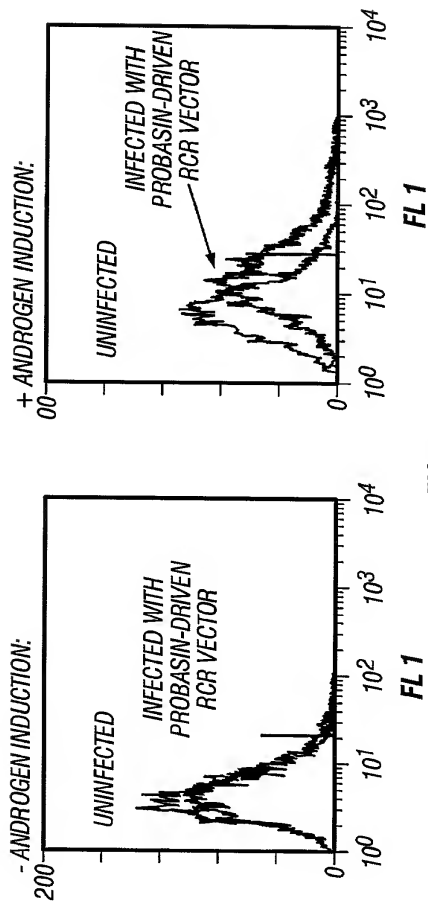 - ANDROGEN INDUCTION:
200
0
UNINFECTED
INFECTED WITH
PROBASIN-DRIVEN
RCR VECTOR
10^0
10^1
10^2
10^3
10^4
FL 1
+ ANDROGEN INDUCTION:
00
0
UNINFECTED
INFECTED WITH
PROBASIN-DRIVEN
RCR VECTOR
10^0
10^1
10^2
10^3
10^4
FL 1